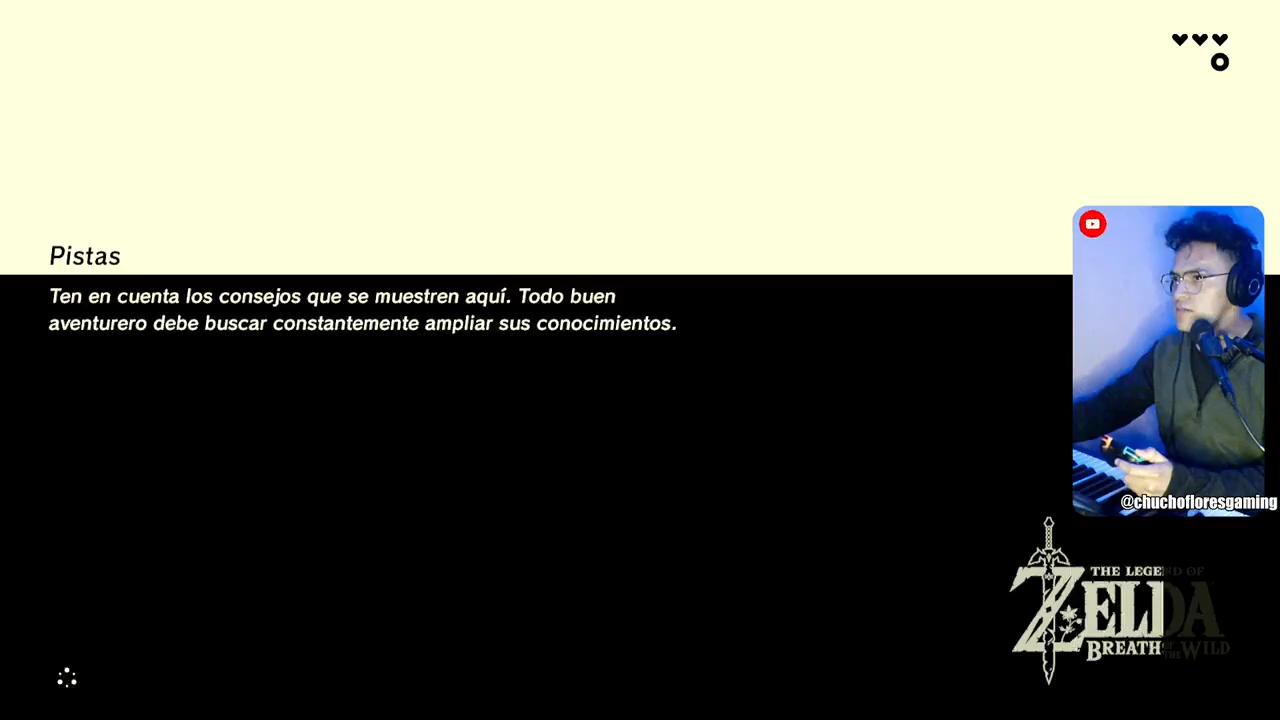 Pistas
Ten en cuenta los consejos que se muestren aquí. Todo buen
aventurero debe buscar constantemente ampliar sus conocimientos.
@chuchofloresgaming
THE LEGEND OF
ZELDA
BREATH OF THE WILD